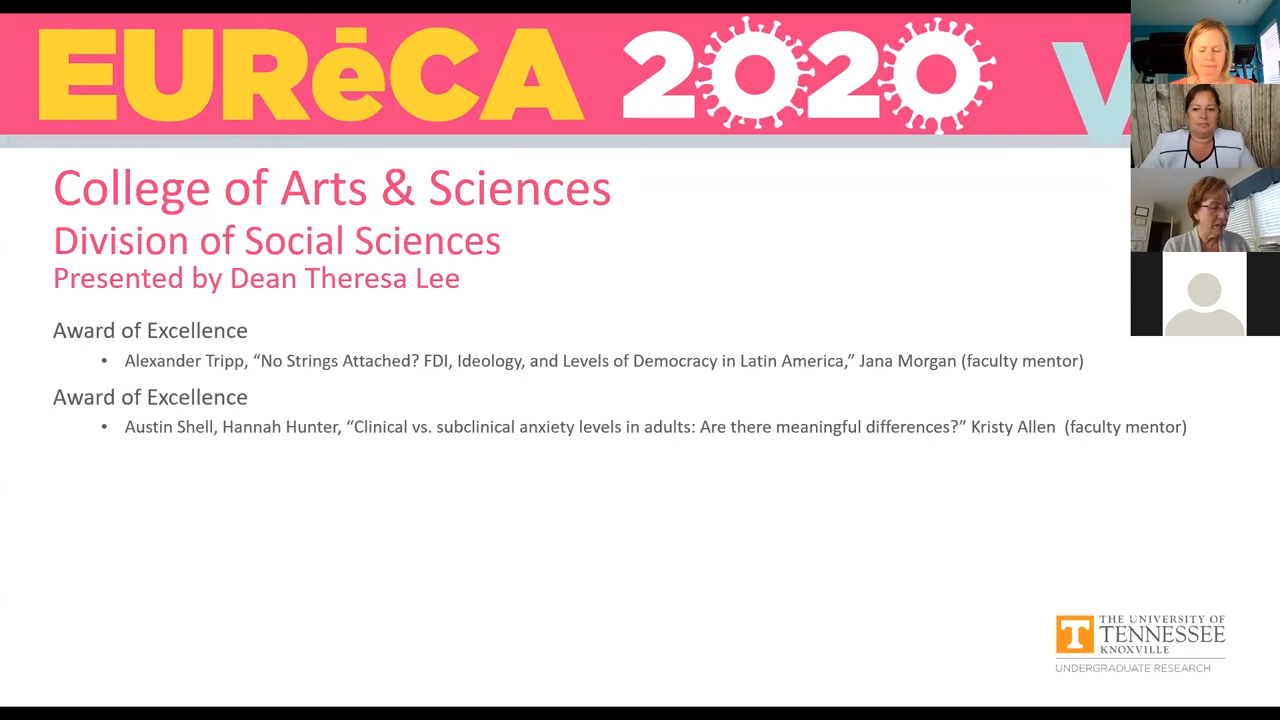 EURēCA 2020 V
College of Arts & Sciences
Division of Social Sciences
Presented by Dean Theresa Lee
Award of Excellence
• Alexander Tripp, “No Strings Attached? FDI, Ideology, and Levels of Democracy in Latin America,” Jana Morgan (faculty mentor)
Award of Excellence
• Austin Shell, Hannah Hunter, “Clinical vs. subclinical anxiety levels in adults: Are there meaningful differences?” Kristy Allen (faculty mentor)
T
THE UNIVERSITY OF
TENNESSEE
KNOXVILLE
UNDERGRADUATE RESEARCH